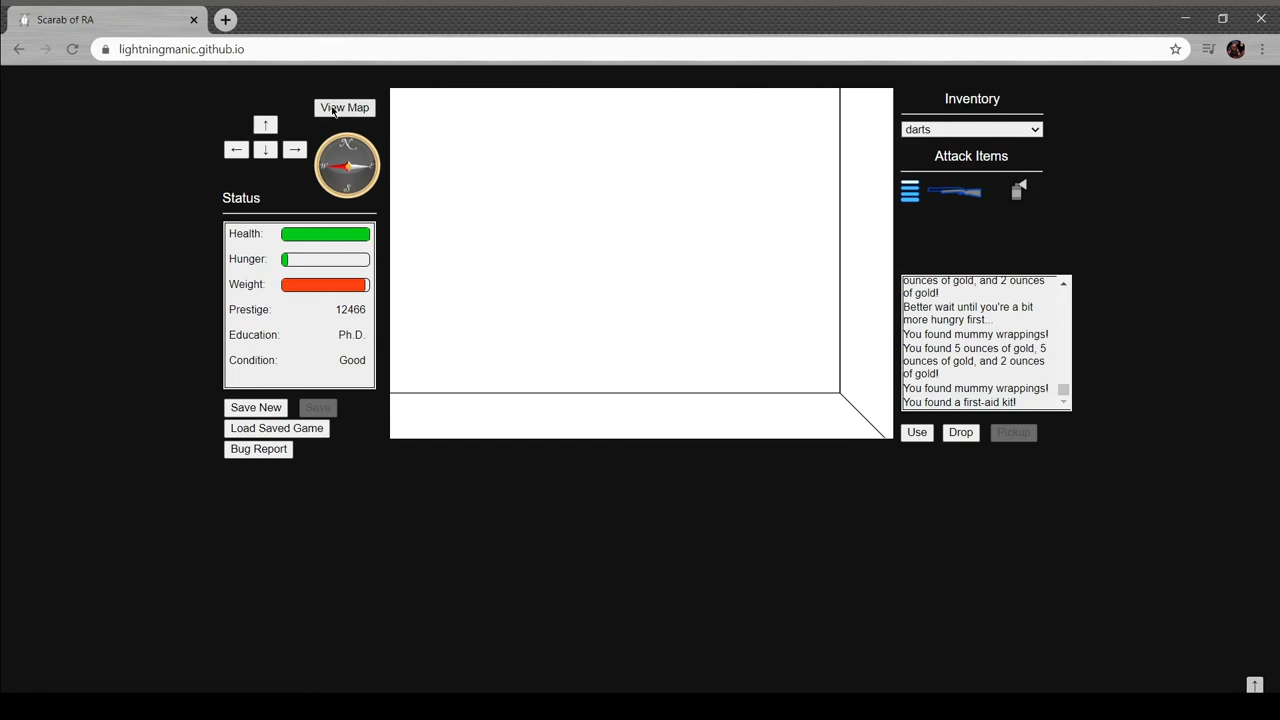 Scarab of RA
lightningmanic.github.io
View Map
↑
← ↓ →
N
W E
S
Status
Health:
Hunger:
Weight:
Prestige: 12466
Education: Ph.D.
Condition: Good
Save New Save
Load Saved Game
Bug Report
Inventory
darts
Attack Items
ounces of gold, and 2 ounces
of gold!
Better wait until you're a bit
more hungry first...
You found mummy wrappings!
You found 5 ounces of gold, 5
ounces of gold, and 2 ounces
of gold!
You found mummy wrappings!
You found a first-aid kit!
Use Drop Pickup